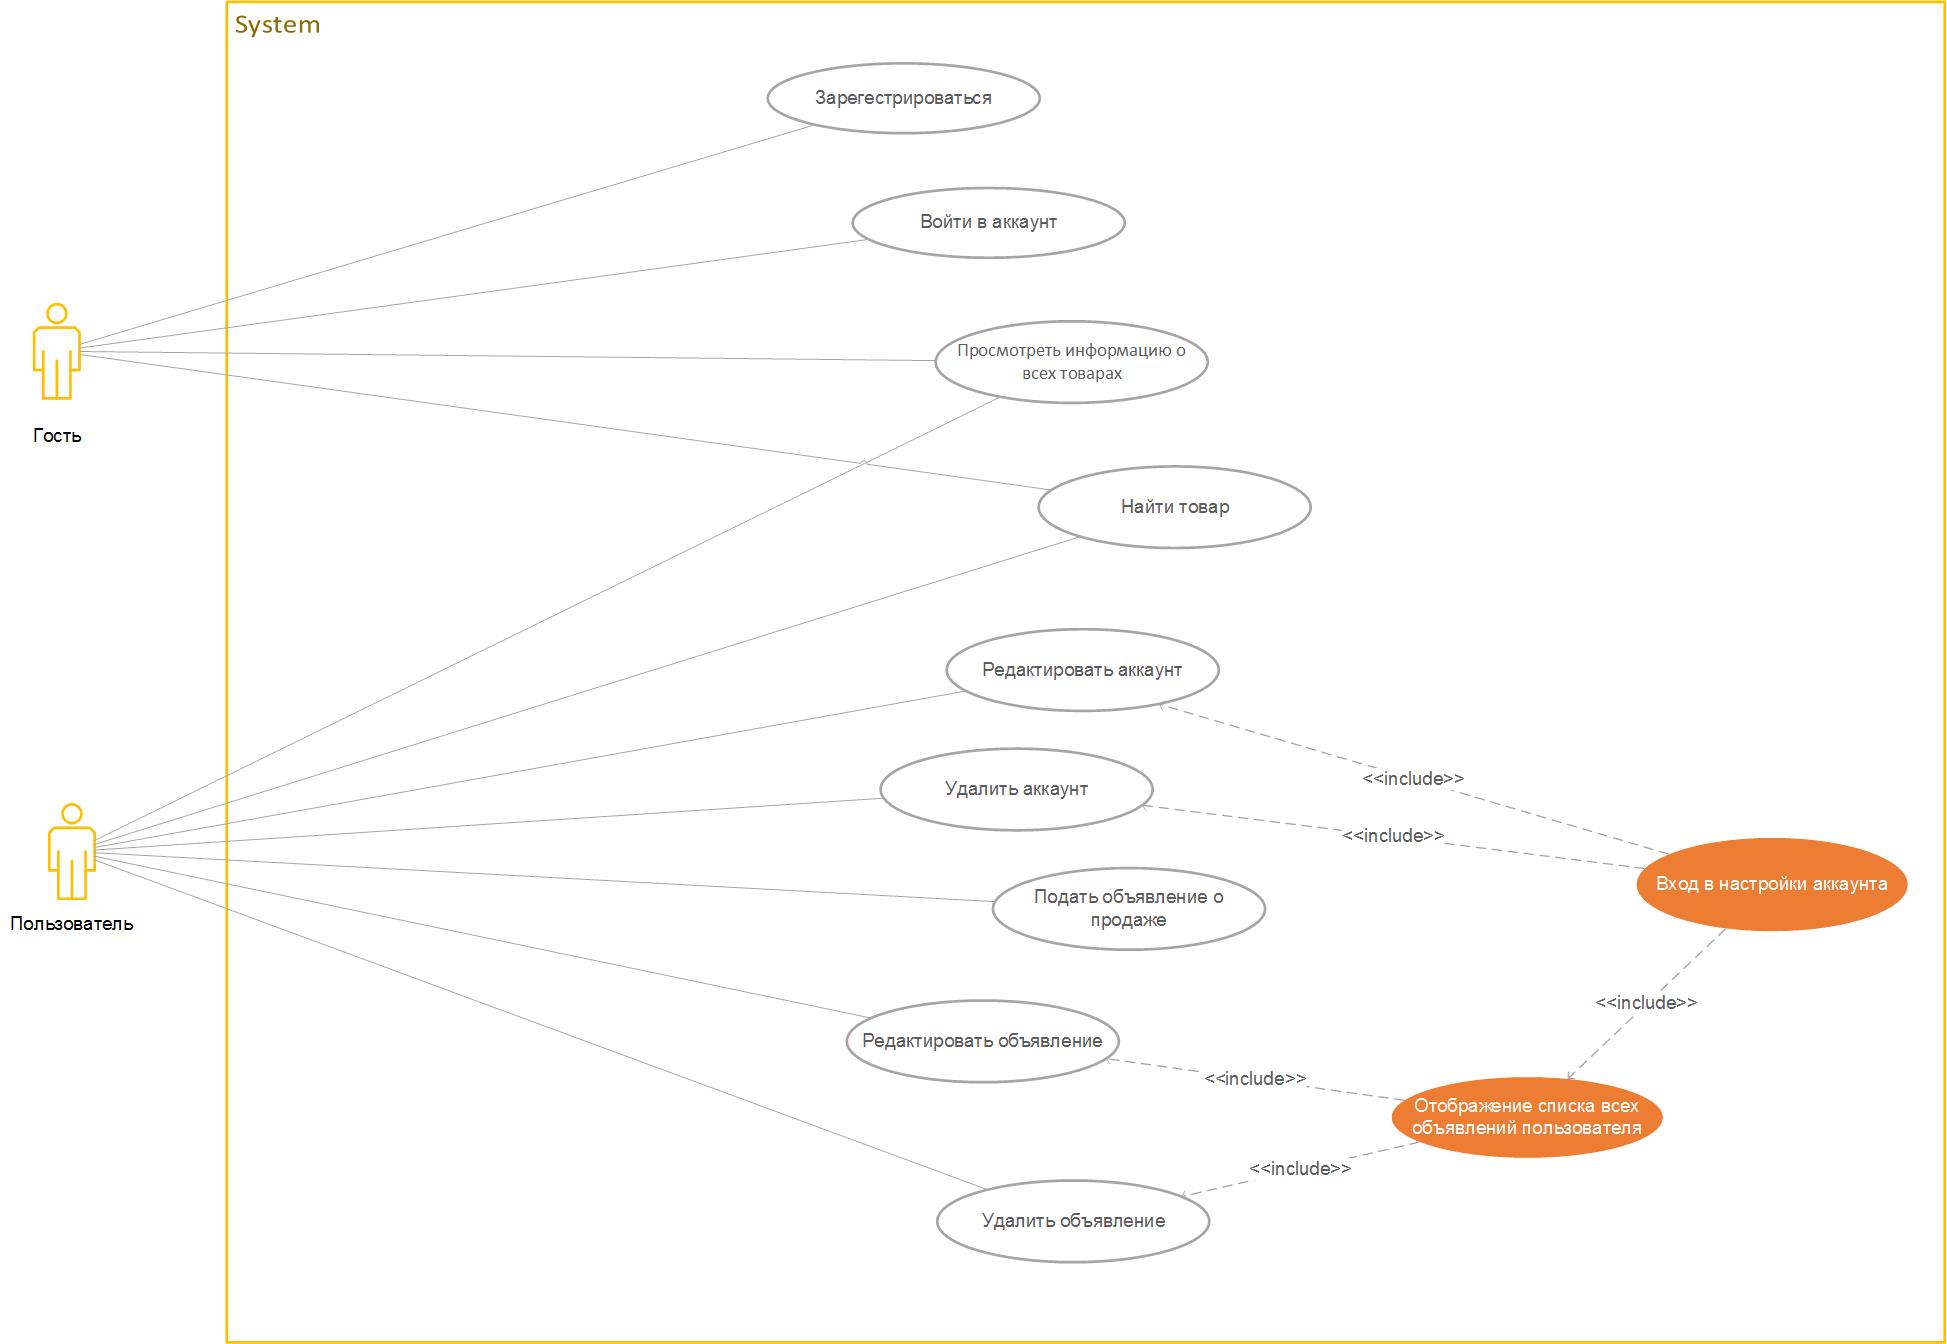 System
Зарегестрироваться
Войти в аккаунт
Просмотреть информацию о
всех товарах
Гость
Найти товар
Редактировать аккаунт
<<include>>
Удалить аккаунт
<<include>>
Вход в настройки аккаунта
Подать объявление о
продаже
Пользователь
<<include>>
Редактировать объявление
<<include>>
Отображение списка всех
объявлений пользователя
<<include>>
Удалить объявление